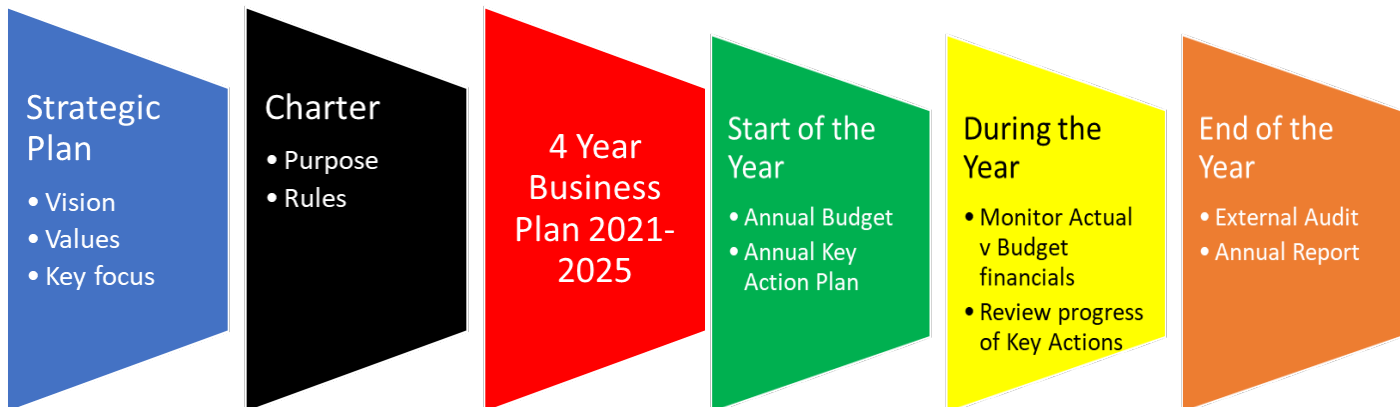 Strategic
Plan
• Vision
• Values
• Key focus
Charter
• Purpose
• Rules
4 Year
Business
Plan 2021-
2025
Start of the
Year
• Annual Budget
• Annual Key
Action Plan
During the
Year
• Monitor Actual
v Budget
financials
• Review progress
of Key Actions
End of the
Year
• External Audit
• Annual Report